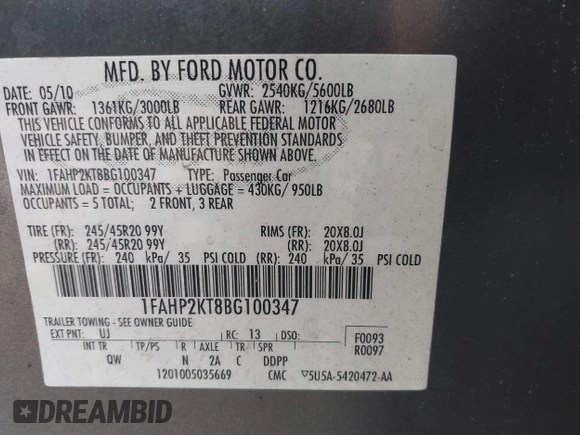 MFD. BY FORD MOTOR CO.
DATE: 05/10 GVWR: 2540KG/5600LB
FRONT GAWR: 1361KG/3000LB REAR GAWR: 1216KG/2680LB
THIS VEHICLE CONFORMS TO ALL APPLICABLE FEDERAL MOTOR
VEHICLE SAFETY, BUMPER, AND THEFT PREVENTION STANDARDS
IN EFFECT ON THE DATE OF MANUFACTURE SHOWN ABOVE.
VIN: 1FAHP2KT8BG100347 TYPE: Passenger Car
MAXIMUM LOAD = OCCUPANTS + LUGGAGE = 430KG/ 950LB
OCCUPANTS = 5 TOTAL; 2 FRONT, 3 REAR
TIRE (FR): 245/45R20 99Y RIMS (FR): 20X8.0J
(RR): 245/45R20 99Y (RR): 20X8.0J
PRESSURE (FR): 240 kPa/ 35 PSI COLD (RR): 240 kPa/ 35 PSI COLD
1FAHP2KT8BG100347
TRAILER TOWING - SEE OWNER GUIDE
EXT PNT: UJ RC: 13 DSO: F0093
R0097
INT TR TP/PS R AXLE TR SPR
QW N 2A C DDPP
1201005035669 CMC 5U5A-5420472-AA
DREAMBID